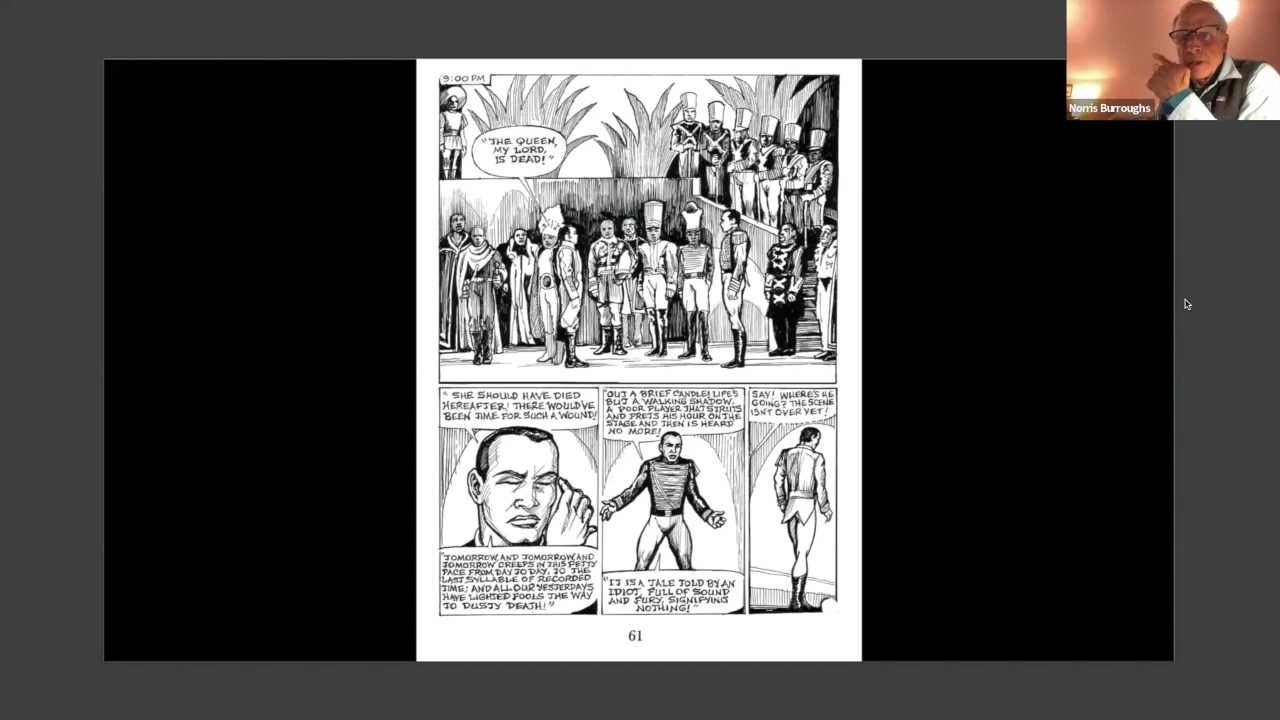 9:00 PM
"THE QUEEN,
MY LORD,
IS DEAD!"
"SHE SHOULD HAVE DIED
HEREAFTER! THERE WOULD'VE
BEEN TIME FOR SUCH A WOUND!
"TOMORROW, AND TOMORROW, AND
TOMORROW CREEPS IN THIS PETTY
PACE FROM DAY TO DAY, TO THE
LAST SYLLABLE OF RECORDED
TIME; AND ALL OUR YESTERDAYS
HAVE LIGHTED FOOLS THE WAY
TO DUSTY DEATH!"
"OUT A BRIEF CANDLE! LIFE'S
BUT A WALKING SHADOW,
A POOR PLAYER THAT STRUTS
AND FRETS HIS HOUR ON THE
STAGE AND THEN IS HEARD
NO MORE!
"IT IS A TALE TOLD BY AN
IDIOT, FULL OF SOUND
AND FURY, SIGNIFYING
NOTHING!"
SAY! WHERE'S HE
GOING? THE SCENE
ISN'T OVER YET!
61
Norris Burroughs